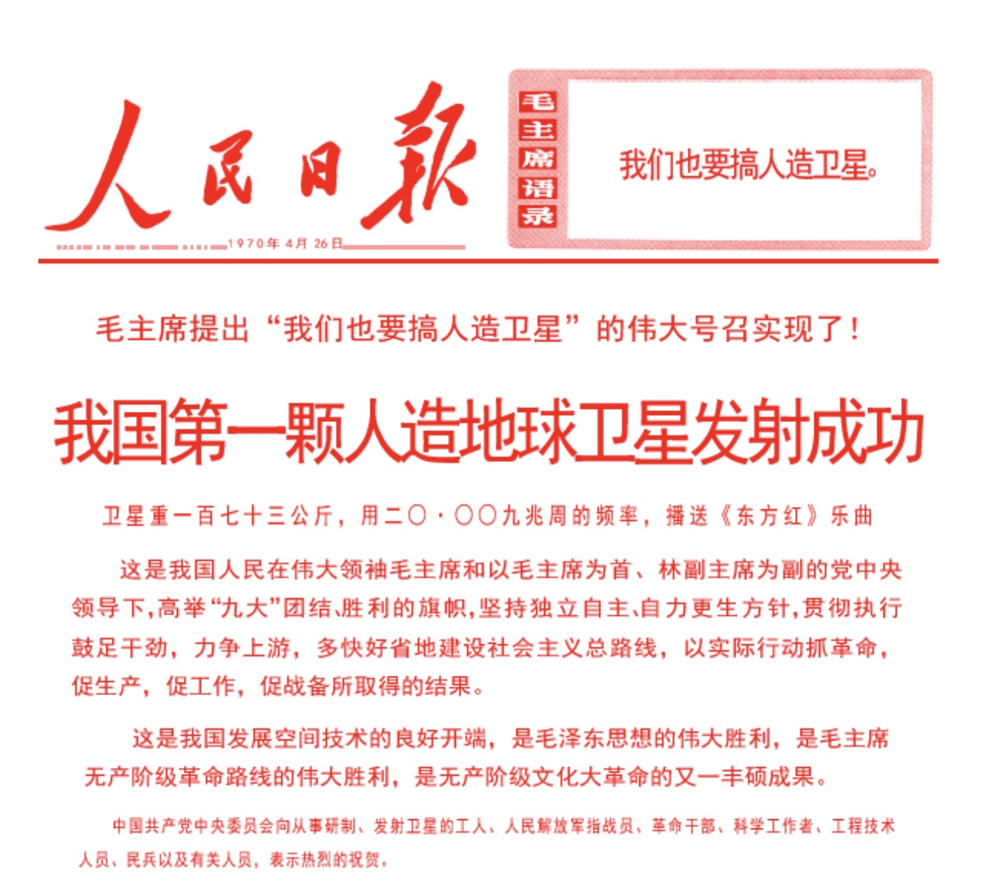 人民日报
1970年4月26日
毛主席语录
我们也要搞人造卫星。
毛主席提出“我们也要搞人造卫星”的伟大号召实现了！
我国第一颗人造地球卫星发射成功
卫星重一百七十三公斤，用二〇·〇〇九兆周的频率，播送《东方红》乐曲
这是我国人民在伟大领袖毛主席和以毛主席为首、林副主席为副的党中央
领导下，高举“九大”团结、胜利的旗帜，坚持独立自主、自力更生方针，贯彻执行
鼓足干劲，力争上游，多快好省地建设社会主义总路线，以实际行动抓革命，
促生产，促工作，促战备所取得的结果。
这是我国发展空间技术的良好开端，是毛泽东思想的伟大胜利，是毛主席
无产阶级革命路线的伟大胜利，是无产阶级文化大革命的又一丰硕成果。
中国共产党中央委员会向从事研制、发射卫星的工人、人民解放军指战员、革命干部、科学工作者、工程技术
人员、民兵以及有关人员，表示热烈的祝贺。